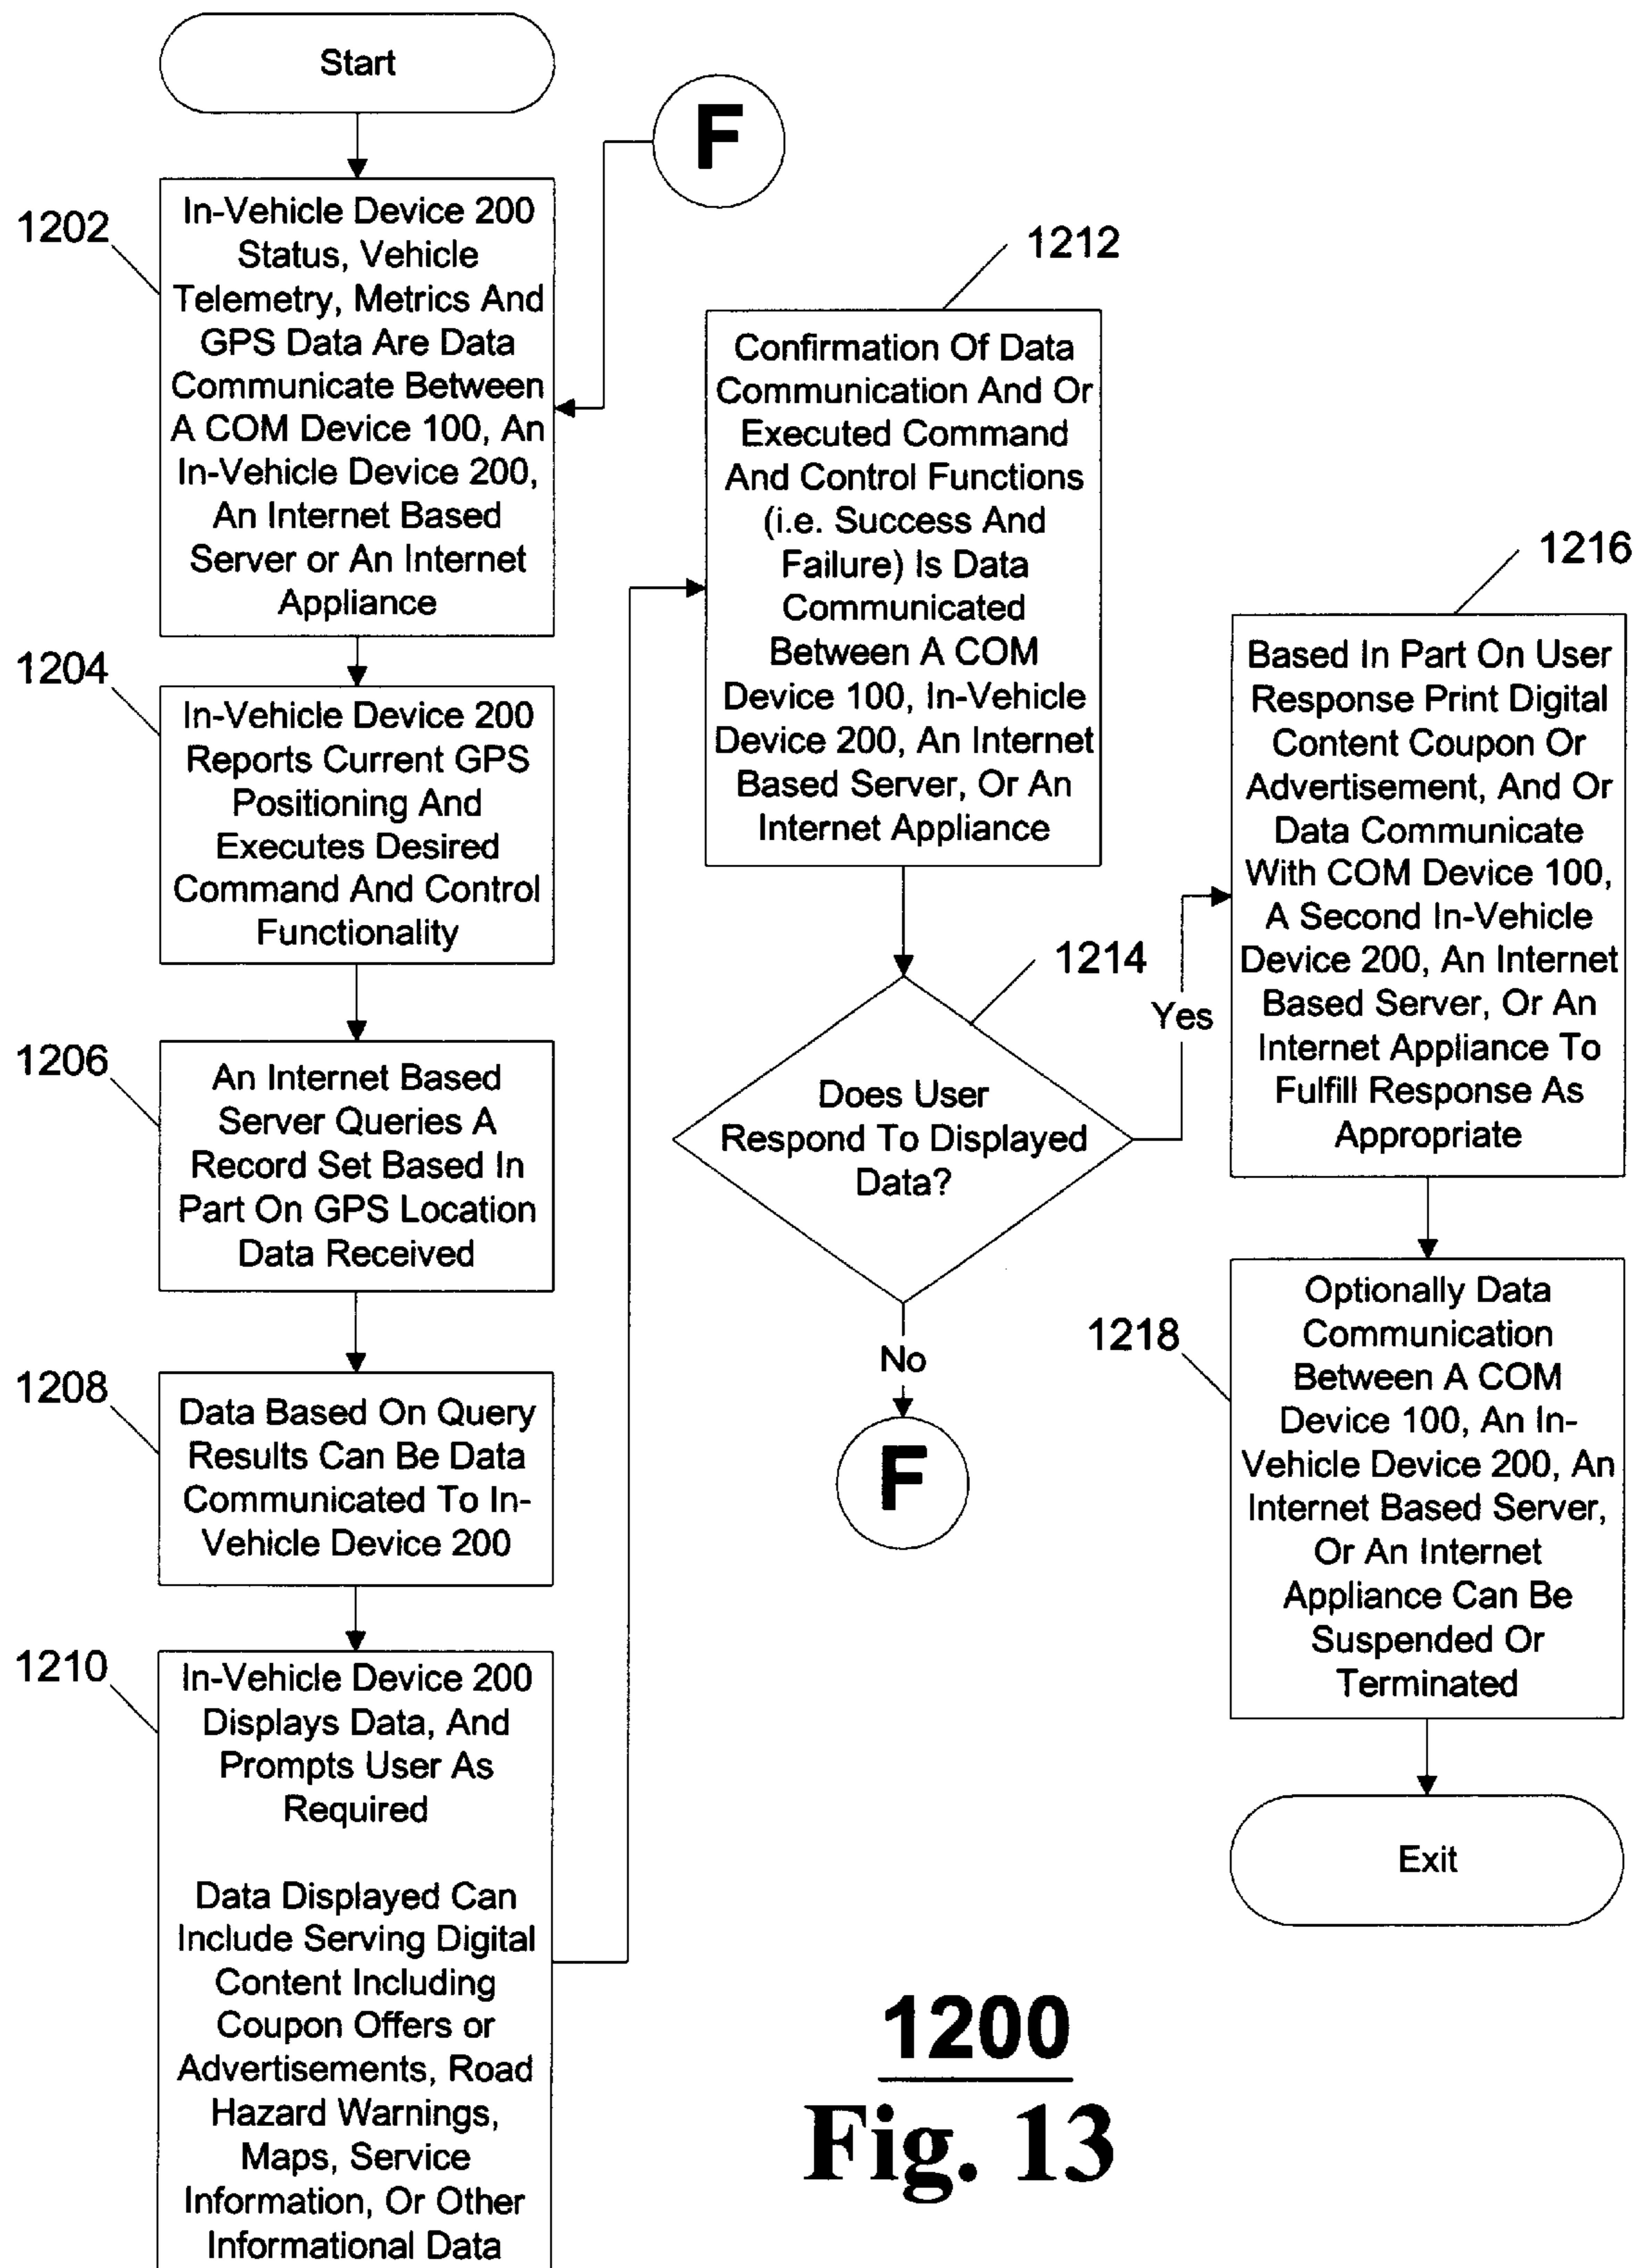 Start
F
1202
In-Vehicle Device 200
Status, Vehicle
Telemetry, Metrics And
GPS Data Are Data
Communicate Between
A COM Device 100, An
In-Vehicle Device 200,
An Internet Based
Server or An Internet
Appliance
1204
In-Vehicle Device 200
Reports Current GPS
Positioning And
Executes Desired
Command And Control
Functionality
1206
An Internet Based
Server Queries A
Record Set Based In
Part On GPS Location
Data Received
1208
Data Based On Query
Results Can Be Data
Communicated To In-
Vehicle Device 200
1210
In-Vehicle Device 200
Displays Data, And
Prompts User As
Required
Data Displayed Can
Include Serving Digital
Content Including
Coupon Offers or
Advertisements, Road
Hazard Warnings,
Maps, Service
Information, Or Other
Informational Data
1212
Confirmation Of Data
Communication And Or
Executed Command
And Control Functions
(i.e. Success And
Failure) Is Data
Communicated
Between A COM
Device 100, In-Vehicle
Device 200, An Internet
Based Server, Or An
Internet Appliance
1214
Does User
Respond To Displayed
Data?
Yes
No
F
1216
Based In Part On User
Response Print Digital
Content Coupon Or
Advertisement, And Or
Data Communicate
With COM Device 100,
A Second In-Vehicle
Device 200, An Internet
Based Server, Or An
Internet Appliance To
Fulfill Response As
Appropriate
1218
Optionally Data
Communication
Between A COM
Device 100, An In-
Vehicle Device 200, An
Internet Based Server,
Or An Internet
Appliance Can Be
Suspended Or
Terminated
Exit
1200
Fig. 13